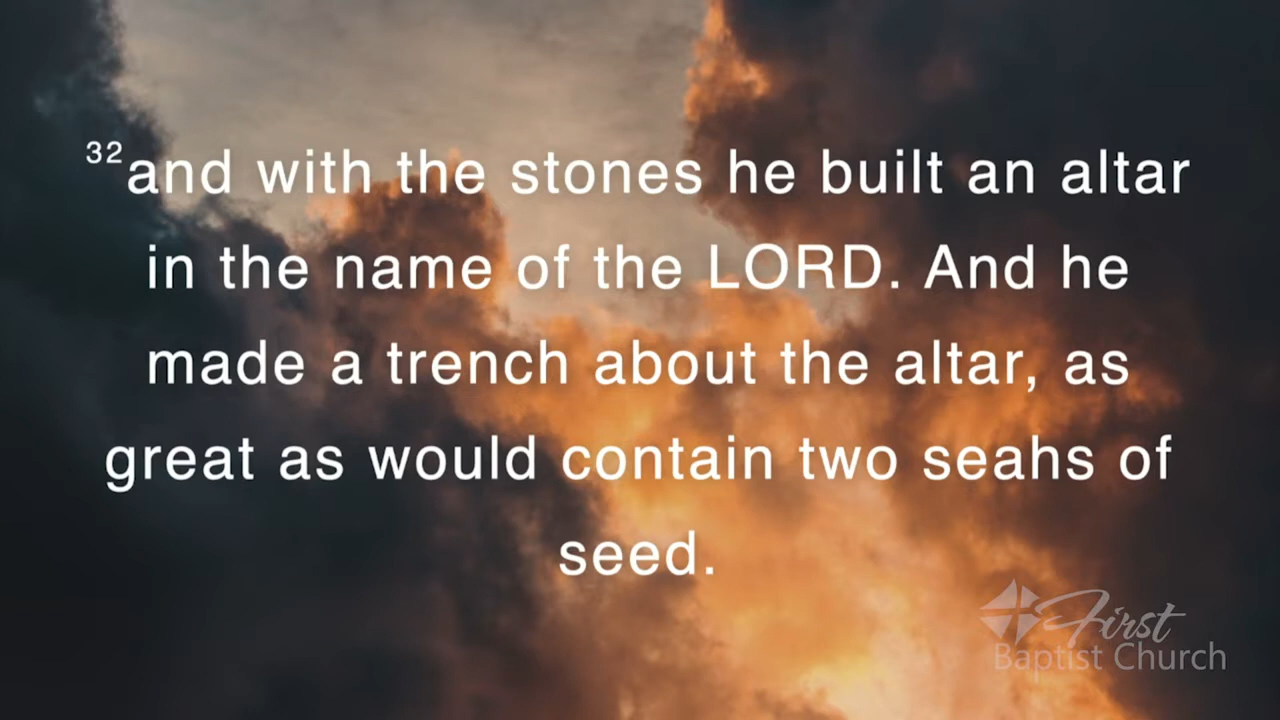 32and with the stones he built an altar
in the name of the LORD. And he
made a trench about the altar, as
great as would contain two seahs of
seed.
First
Baptist Church